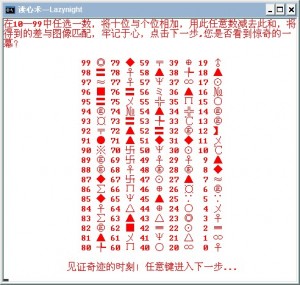 读心术--Lazynight
在10--99中任选一数，将十位与个位相加，用此任意数减去此和，将
得到的差与图像匹配，牢记于心，点击下一步.您是否看到惊奇的一
幕？
99 79 59 39 19
98 78 58 38 18
97 77 57 37 17
96 76 56 36 16
95 75 55 35 15
94 74 54 34 14
93 73 53 33 13
92 72 52 32 12
91 71 51 31 11
90 70 50 30 10
89 69 49 29 9
88 68 48 28 8
87 67 47 27 7
86 66 46 26 6
85 65 45 25 5
84 64 44 24 4
83 63 43 23 3
82 62 42 22 2
81 61 41 21 1
80 60 40 20 0
见证奇迹的时刻！任意键进入下一步...